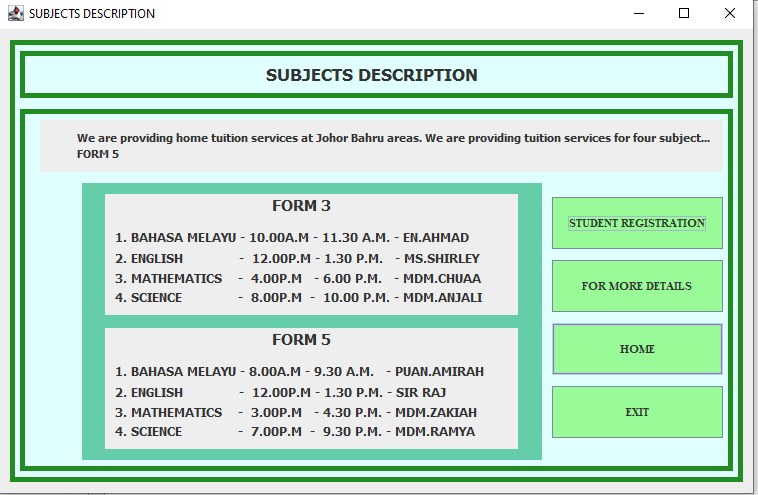 SUBJECTS DESCRIPTION
SUBJECTS DESCRIPTION
We are providing home tuition services at Johor Bahru areas. We are providing tuition services for four subject...
FORM 5
FORM 3
1. BAHASA MELAYU - 10.00A.M - 11.30 A.M. - EN.AHMAD
2. ENGLISH - 12.00P.M - 1.30 P.M. - MS.SHIRLEY
3. MATHEMATICS - 4.00P.M - 6.00 P.M. - MDM.CHUAA
4. SCIENCE - 8.00P.M - 10.00 P.M. - MDM.ANJALI
FORM 5
1. BAHASA MELAYU - 8.00A.M - 9.30 A.M. - PUAN.AMIRAH
2. ENGLISH - 12.00P.M - 1.30 P.M. - SIR RAJ
3. MATHEMATICS - 3.00P.M - 4.30 P.M. - MDM.ZAKIAH
4. SCIENCE - 7.00P.M - 9.30 P.M. - MDM.RAMYA
STUDENT REGISTRATION
FOR MORE DETAILS
HOME
EXIT